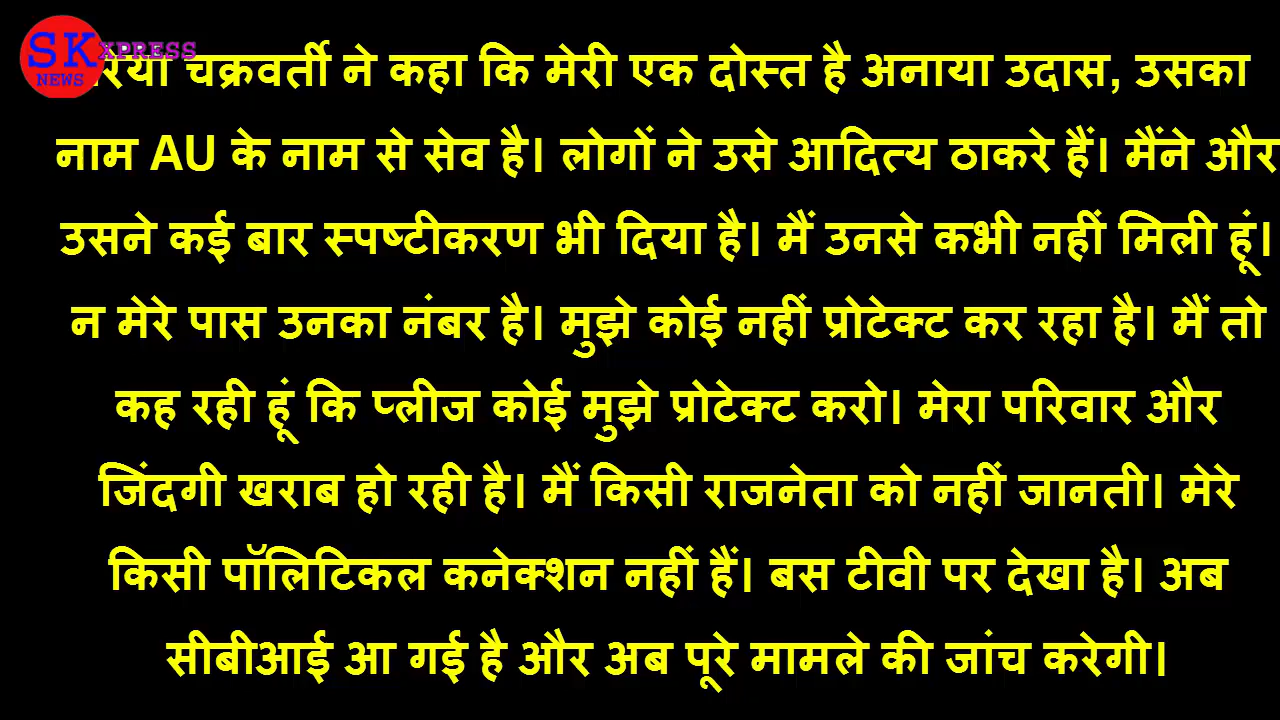 SK XPRESS
NEWS
चक्रवर्ती ने कहा कि मेरी एक दोस्त है अनाया उदास, उसका
नाम AU के नाम से सेव है। लोगों ने उसे आदित्य ठाकरे हैं। मैंने और
उसने कई बार स्पष्टीकरण भी दिया है। मैं उनसे कभी नहीं मिली हूं।
न मेरे पास उनका नंबर है। मुझे कोई नहीं प्रोटेक्ट कर रहा है। मैं तो
कह रही हूं कि प्लीज कोई मुझे प्रोटेक्ट करो। मेरा परिवार और
जिंदगी खराब हो रही है। मैं किसी राजनेता को नहीं जानती। मेरे
किसी पॉलिटिकल कनेक्शन नहीं हैं। बस टीवी पर देखा है। अब
सीबीआई आ गई है और अब पूरे मामले की जांच करेगी।